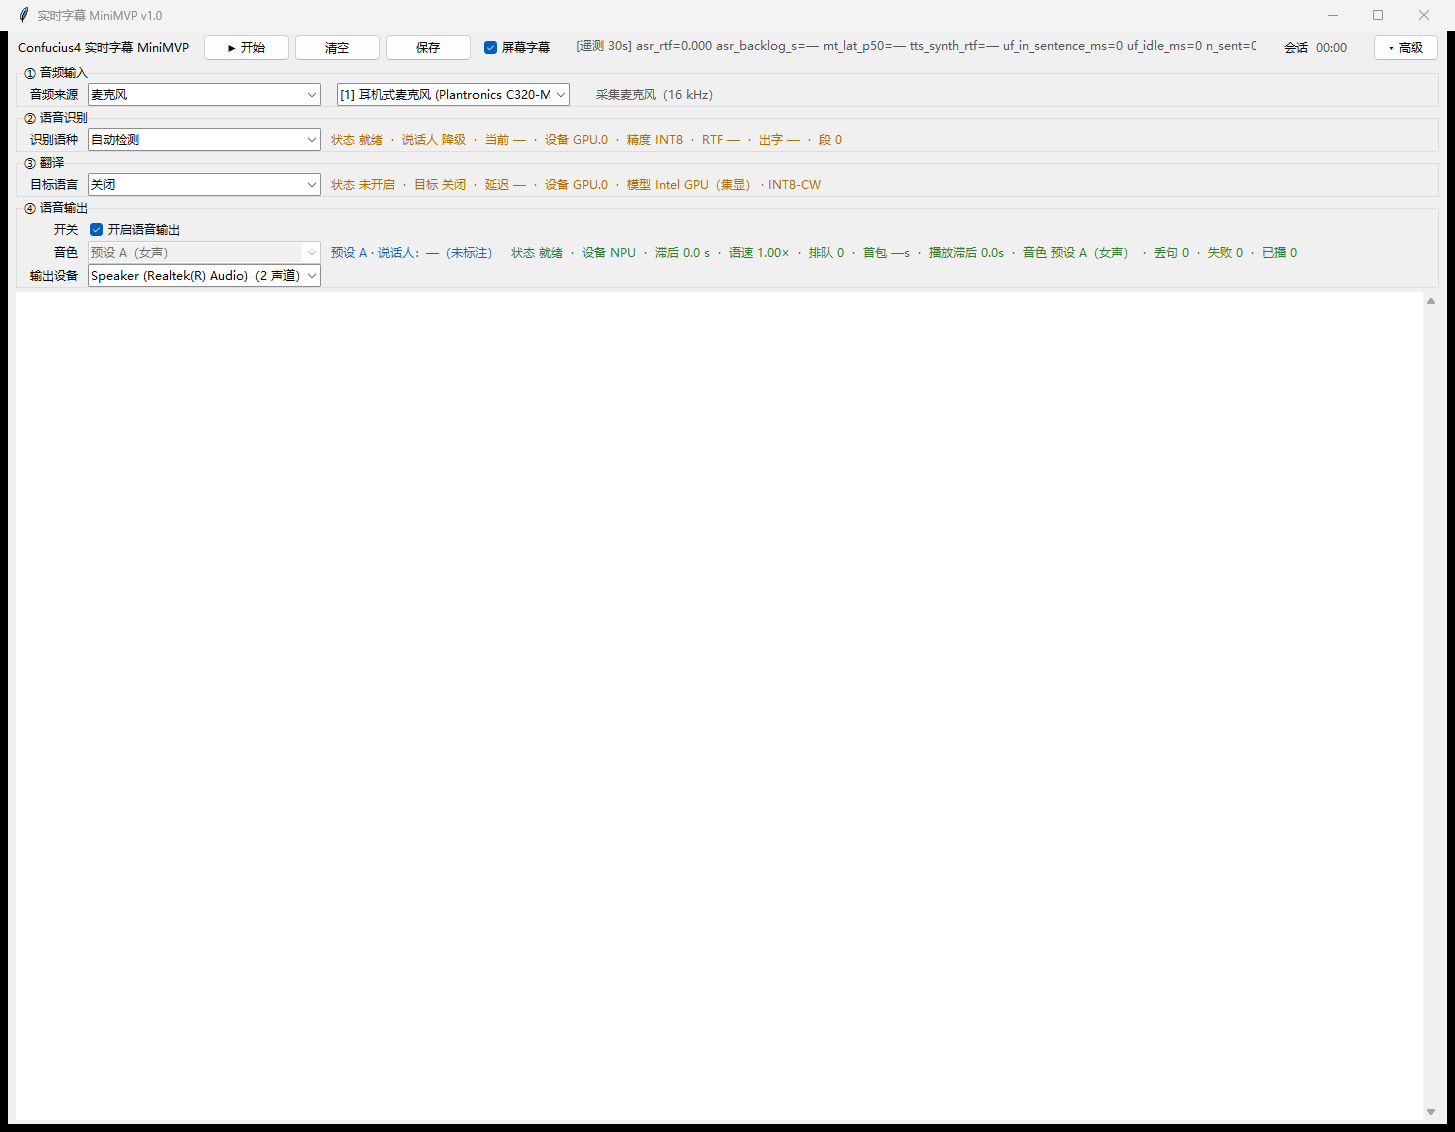 实时字幕 MiniMVP v1.0
Confucius4 实时字幕 MiniMVP ▶ 开始 清空 保存 屏幕字幕 [遥测 30s] asr_rtf=0.000 asr_backlog_s=— mt_lat_p50=— tts_synth_rtf=— uf_in_sentence_ms=0 uf_idle_ms=0 n_sent=0 会话 00:00 高级
① 音频输入
音频来源 麦克风 [1] 耳机式麦克风 (Plantronics C320-M 采集麦克风（16 kHz）
② 语音识别
识别语种 自动检测 状态 就绪 · 说话人 降级 · 当前 — · 设备 GPU.0 · 精度 INT8 · RTF — · 出字 — · 段 0
③ 翻译
目标语言 关闭 状态 未开启 · 目标 关闭 · 延迟 — · 设备 GPU.0 · 模型 Intel GPU（集显） · INT8-CW
④ 语音输出
开关 开启语音输出
音色 预设 A（女声） 预设 A · 说话人：—（未标注） 状态 就绪 · 设备 NPU · 滞后 0.0 s · 语速 1.00× · 排队 0 · 首包 —s · 播放滞后 0.0s · 音色 预设 A（女声） · 丢句 0 · 失败 0 · 已播 0
输出设备 Speaker (Realtek(R) Audio)（2 声道）